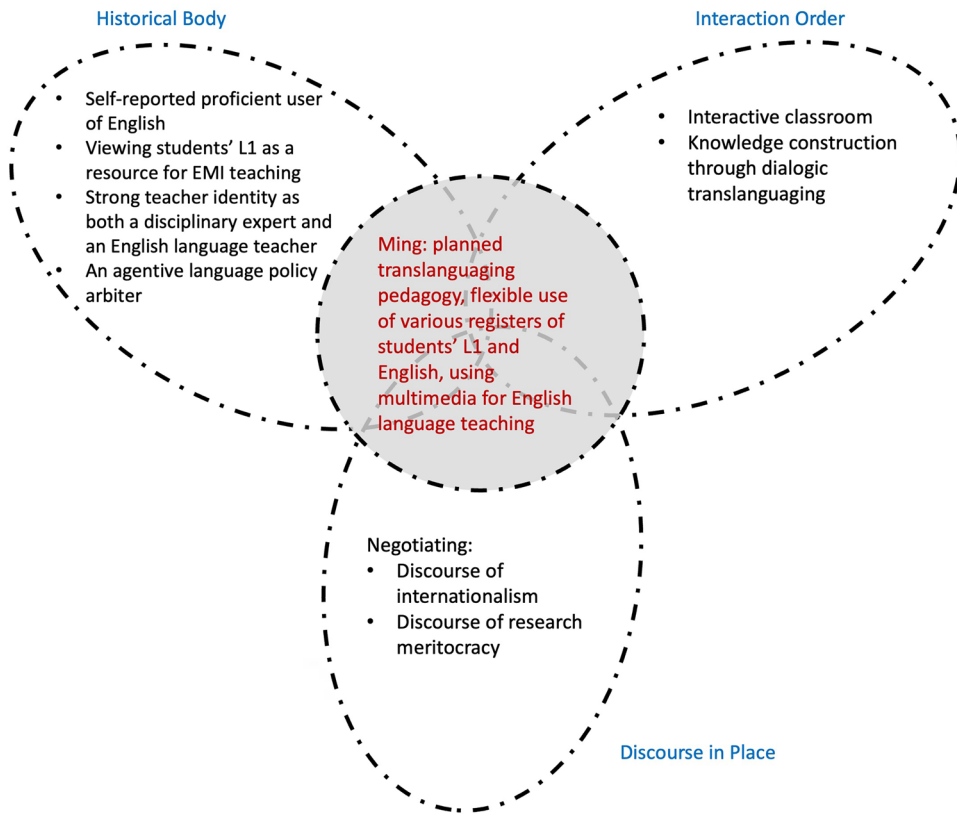 Historical Body
• Self-reported proficient user
of English
• Viewing students’ L1 as a
resource for EMI teaching
• Strong teacher identity as
both a disciplinary expert and
an English language teacher
• An agentive language policy
arbiter
Interaction Order
• Interactive classroom
• Knowledge construction
through dialogic
translanguaging
Ming: planned
translanguaging
pedagogy, flexible use
of various registers of
students’ L1 and
English, using
multimedia for English
language teaching
Negotiating:
• Discourse of
internationalism
• Discourse of research
meritocracy
Discourse in Place